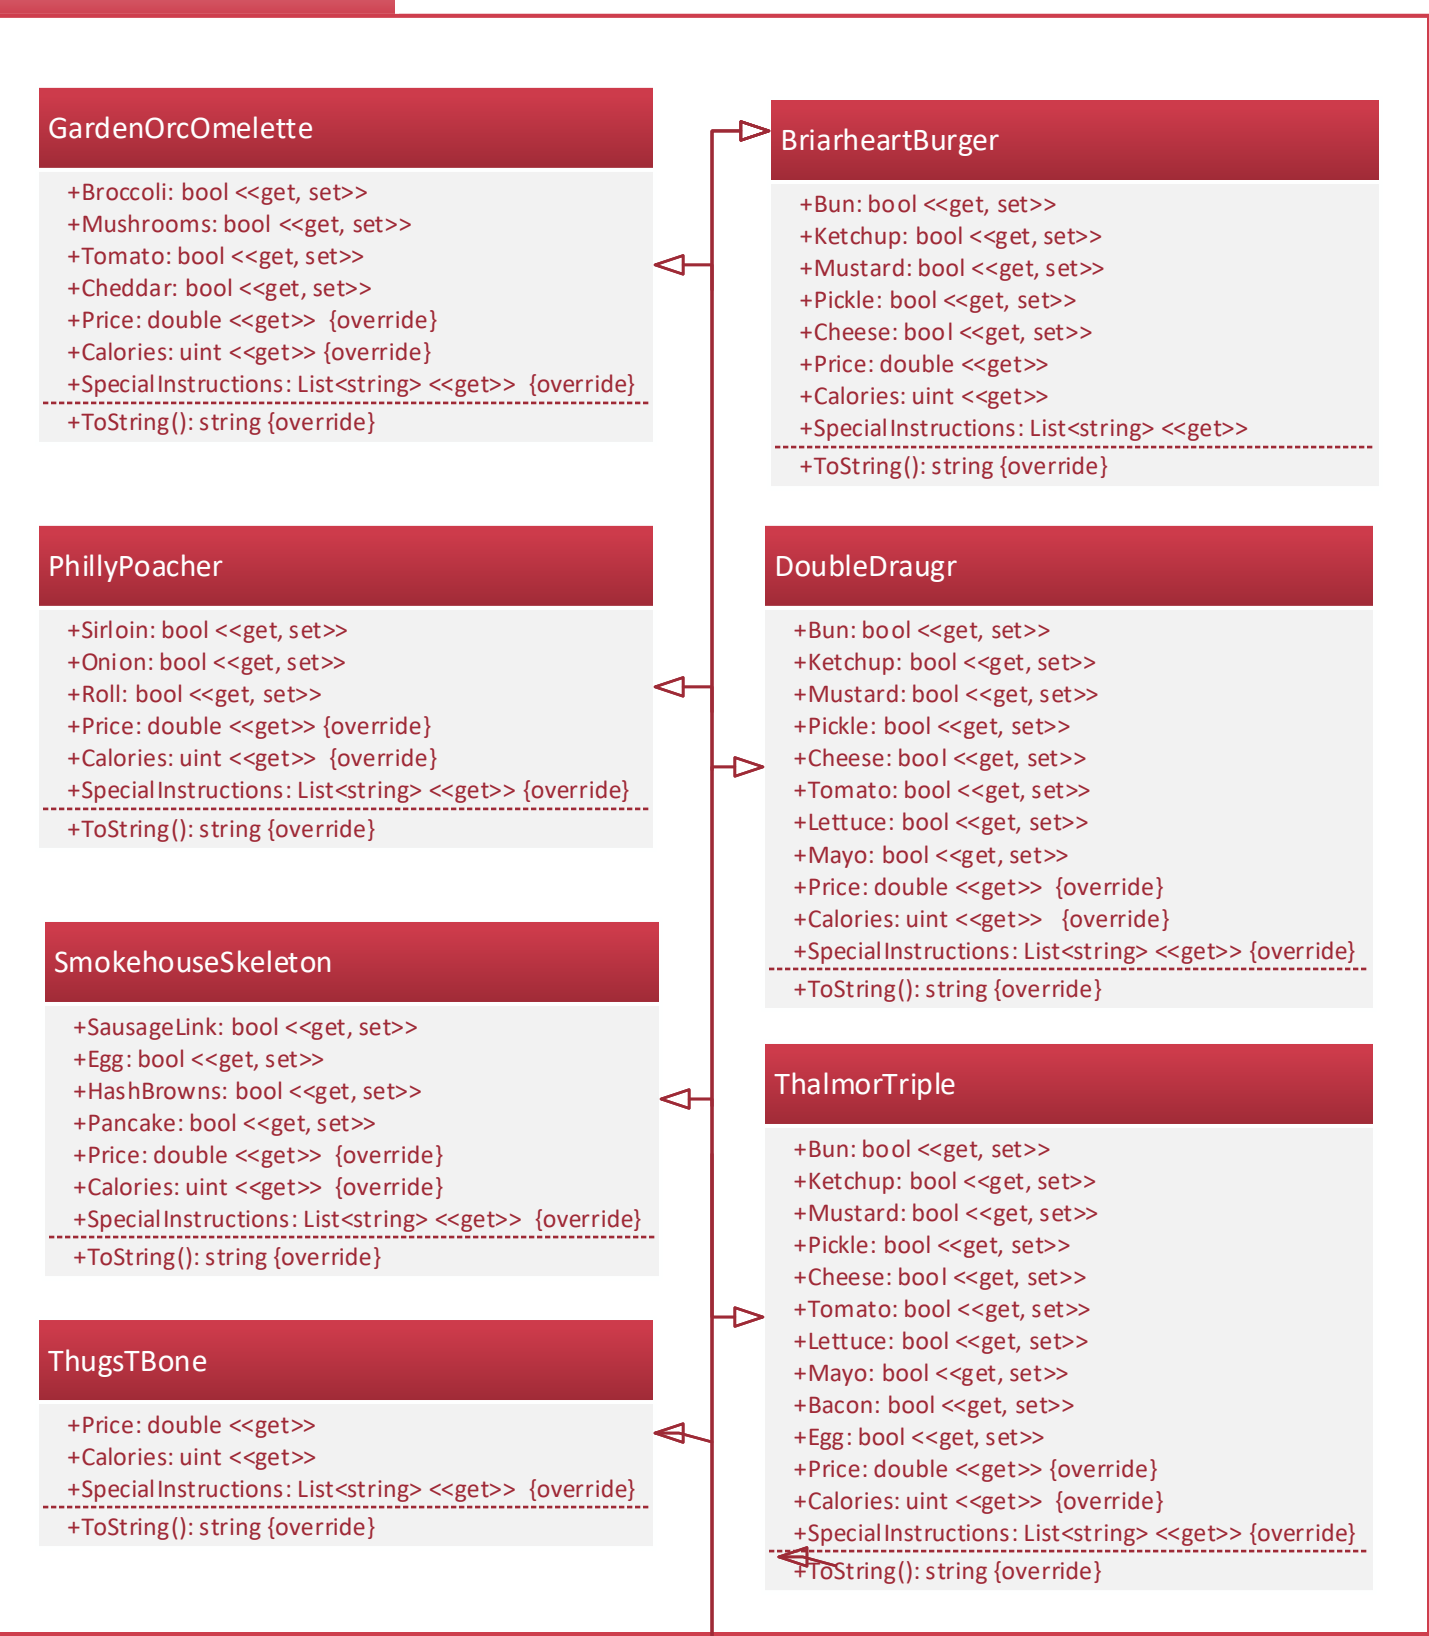 GardenOrcOmelette
+Broccoli: bool <<get, set>>
+Mushrooms: bool <<get, set>>
+Tomato: bool <<get, set>>
+Cheddar: bool <<get, set>>
+Price: double <<get>> {override}
+Calories: uint <<get>> {override}
+SpecialInstructions: List<string> <<get>> {override}
+ToString(): string {override}
PhillyPoacher
+Sirloin: bool <<get, set>>
+Onion: bool <<get, set>>
+Roll: bool <<get, set>>
+Price: double <<get>> {override}
+Calories: uint <<get>> {override}
+SpecialInstructions: List<string> <<get>> {override}
+ToString(): string {override}
SmokehouseSkeleton
+SausageLink: bool <<get, set>>
+Egg: bool <<get, set>>
+HashBrowns: bool <<get, set>>
+Pancake: bool <<get, set>>
+Price: double <<get>> {override}
+Calories: uint <<get>> {override}
+SpecialInstructions: List<string> <<get>> {override}
+ToString(): string {override}
ThugsTBone
+Price: double <<get>>
+Calories: uint <<get>>
+SpecialInstructions: List<string> <<get>> {override}
+ToString(): string {override}
BriarheartBurger
+Bun: bool <<get, set>>
+Ketchup: bool <<get, set>>
+Mustard: bool <<get, set>>
+Pickle: bool <<get, set>>
+Cheese: bool <<get, set>>
+Price: double <<get>>
+Calories: uint <<get>>
+SpecialInstructions: List<string> <<get>>
+ToString(): string {override}
DoubleDraugr
+Bun: bool <<get, set>>
+Ketchup: bool <<get, set>>
+Mustard: bool <<get, set>>
+Pickle: bool <<get, set>>
+Cheese: bool <<get, set>>
+Tomato: bool <<get, set>>
+Lettuce: bool <<get, set>>
+Mayo: bool <<get, set>>
+Price: double <<get>> {override}
+Calories: uint <<get>> {override}
+SpecialInstructions: List<string> <<get>> {override}
+ToString(): string {override}
ThalmorTriple
+Bun: bool <<get, set>>
+Ketchup: bool <<get, set>>
+Mustard: bool <<get, set>>
+Pickle: bool <<get, set>>
+Cheese: bool <<get, set>>
+Tomato: bool <<get, set>>
+Lettuce: bool <<get, set>>
+Mayo: bool <<get, set>>
+Bacon: bool <<get, set>>
+Egg: bool <<get, set>>
+Price: double <<get>> {override}
+Calories: uint <<get>> {override}
+SpecialInstructions: List<string> <<get>> {override}
+ToString(): string {override}